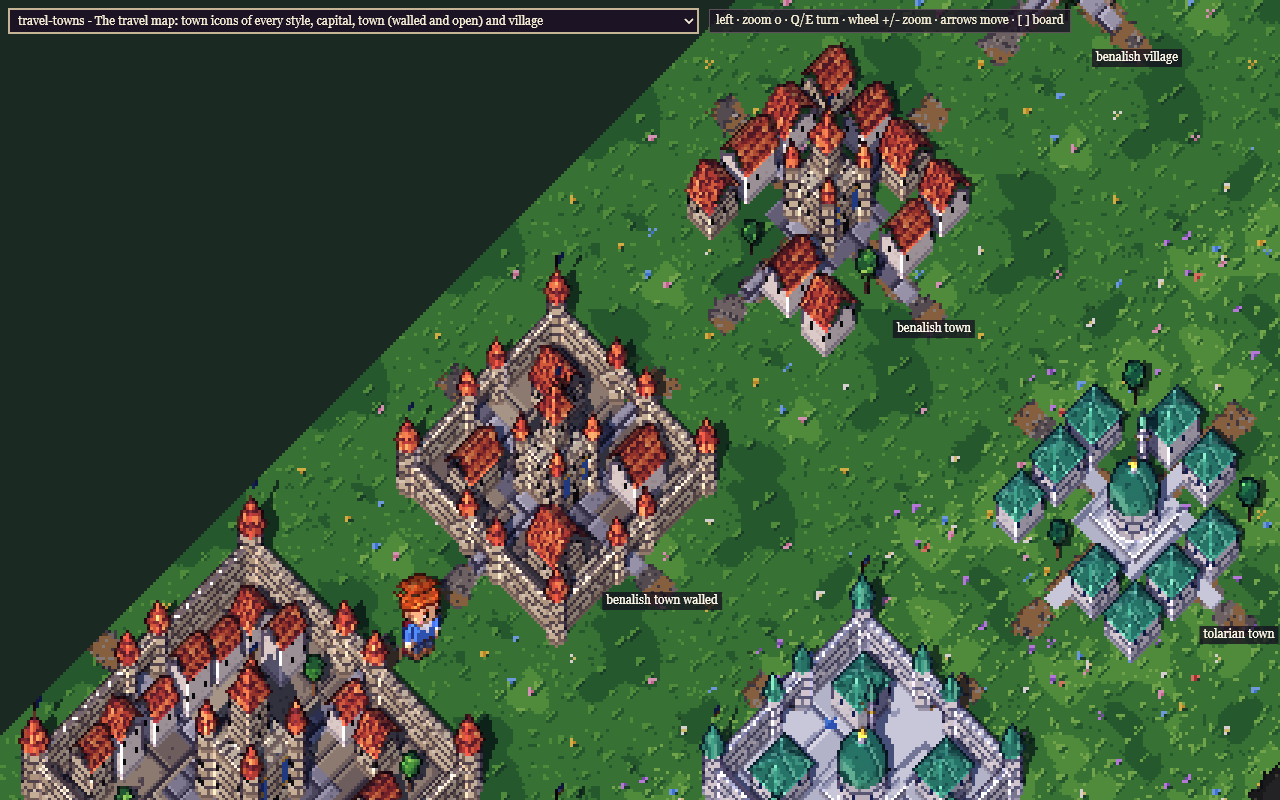 travel-towns - The travel map: town icons of every style, capital, town (walled and open) and village
left · zoom 0 · Q/E turn · wheel +/- zoom · arrows move · [ ] board
benalish village
benalish town
benalish town walled
tolarian town